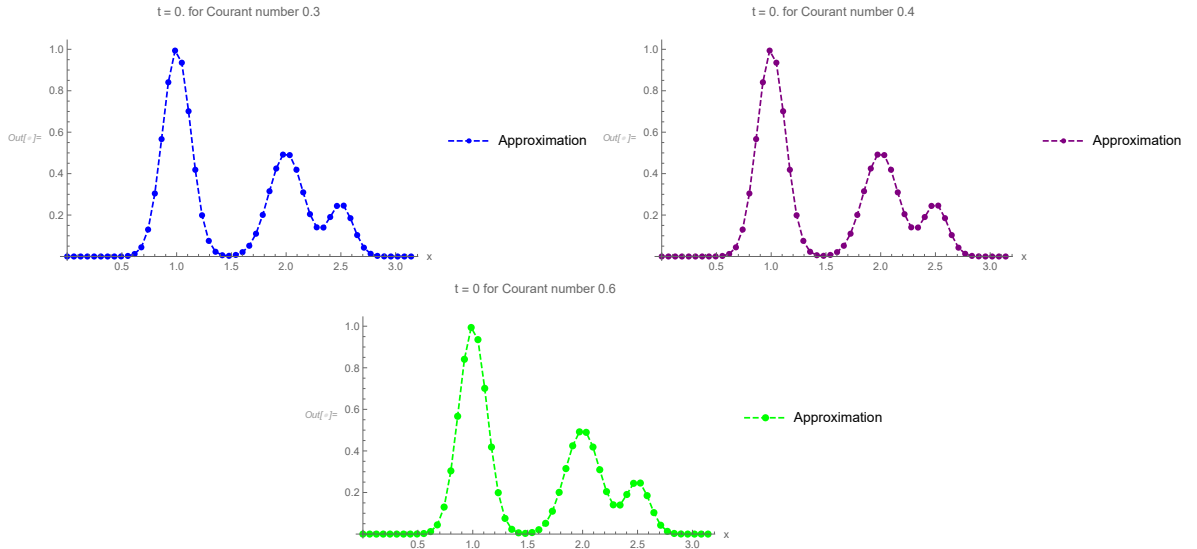 t = 0. for Courant number 0.3
1.0
0.8
0.6
0.4
0.2
Out[∘]=
0.5 1.0 1.5 2.0 2.5 3.0 x
Approximation
t = 0. for Courant number 0.4
1.0
0.8
0.6
0.4
0.2
Out[∘]=
0.5 1.0 1.5 2.0 2.5 3.0 x
Approximation
t = 0 for Courant number 0.6
1.0
0.8
0.6
0.4
0.2
Out[∘]=
0.5 1.0 1.5 2.0 2.5 3.0 x
Approximation